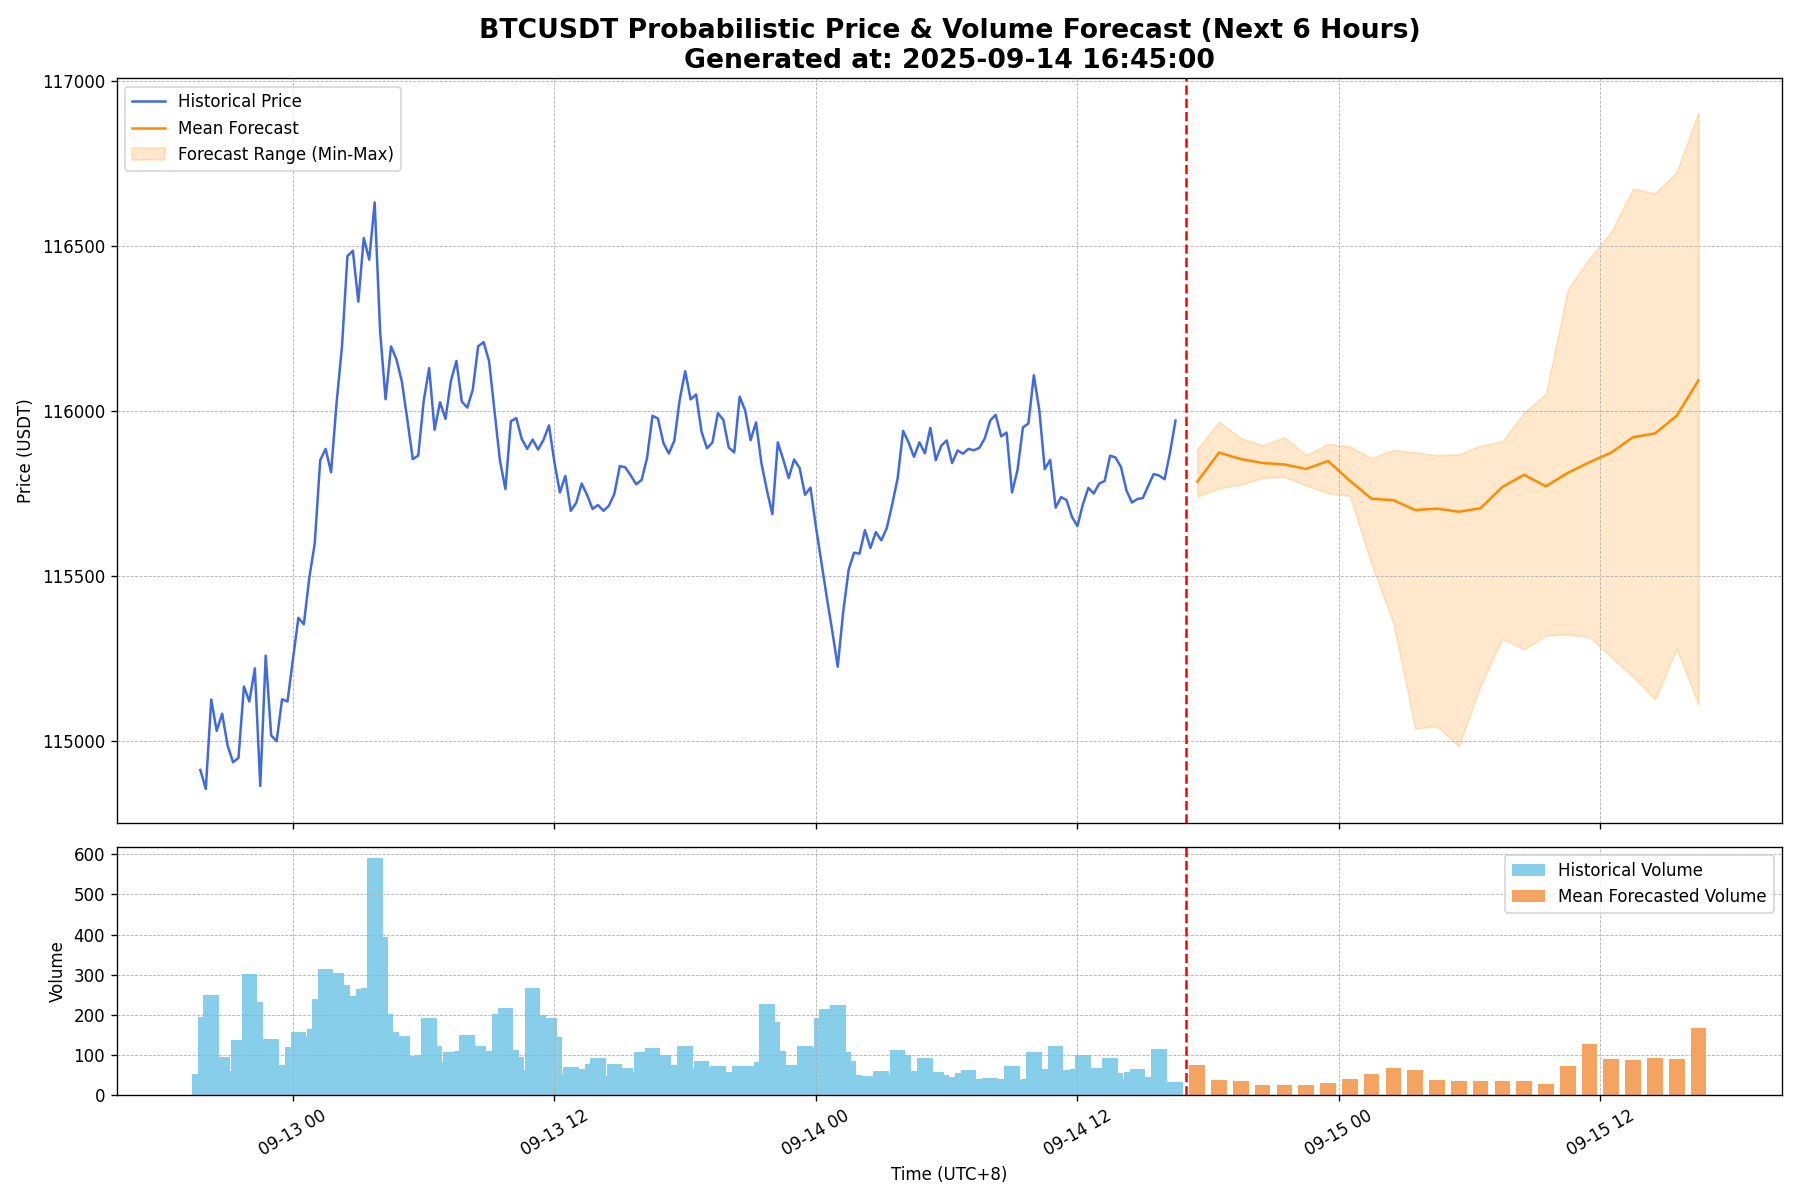 BTCUSDT Probabilistic Price & Volume Forecast (Next 6 Hours)
Generated at: 2025-09-14 16:45:00
Historical Price
Mean Forecast
Forecast Range (Min-Max)
117000
116500
116000
115500
115000
Price (USDT)
Historical Volume
Mean Forecasted Volume
600
500
400
300
200
100
0
Volume
09-13 00
09-13 12
09-14 00
09-14 12
09-15 00
09-15 12
Time (UTC+8)